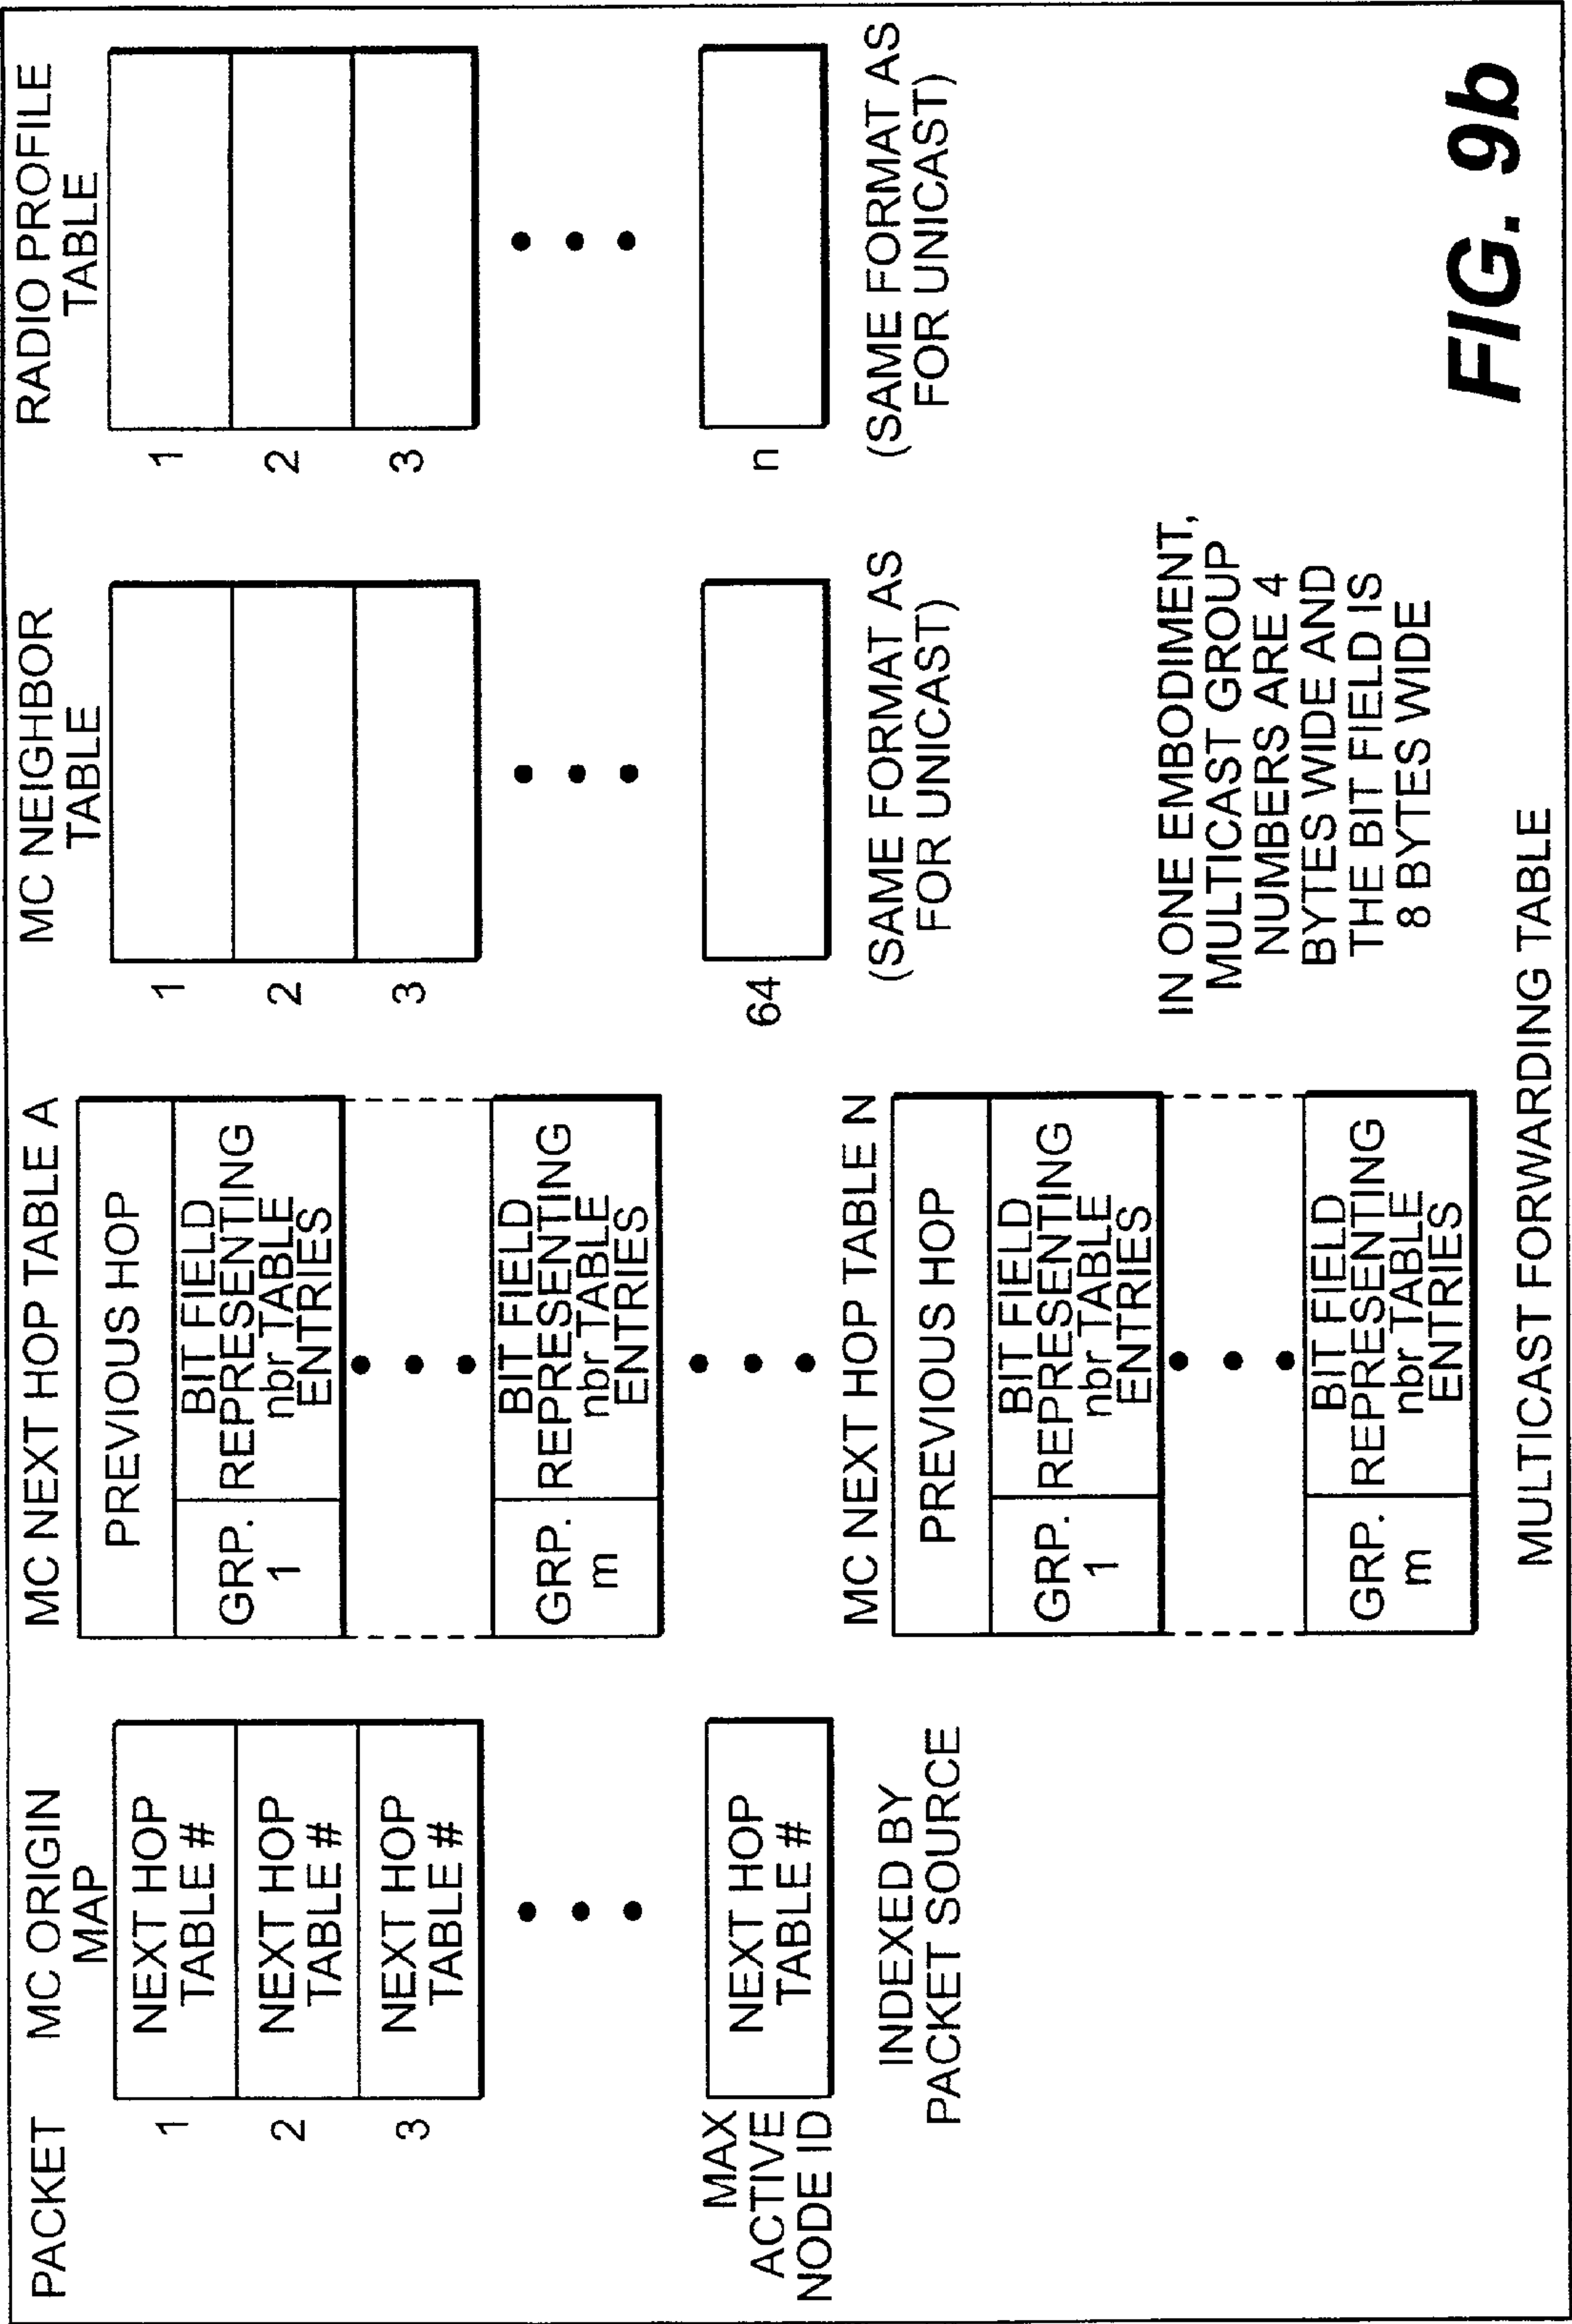 PACKET
MC ORIGIN
MAP
1
NEXT HOP
TABLE #
2
NEXT HOP
TABLE #
3
NEXT HOP
TABLE #
MAX
ACTIVE
NODE ID
NEXT HOP
TABLE #
INDEXED BY
PACKET SOURCE
MC NEXT HOP TABLE A
PREVIOUS HOP
GRP.
1
BIT FIELD
REPRESENTING
nbr TABLE
ENTRIES
GRP.
m
BIT FIELD
REPRESENTING
nbr TABLE
ENTRIES
MC NEXT HOP TABLE N
PREVIOUS HOP
GRP.
1
BIT FIELD
REPRESENTING
nbr TABLE
ENTRIES
GRP.
m
BIT FIELD
REPRESENTING
nbr TABLE
ENTRIES
MC NEIGHBOR
TABLE
1
2
3
64
(SAME FORMAT AS
FOR UNICAST)
RADIO PROFILE
TABLE
1
2
3
n
(SAME FORMAT AS
FOR UNICAST)
IN ONE EMBODIMENT,
MULTICAST GROUP
NUMBERS ARE 4
BYTES WIDE AND
THE BIT FIELD IS
8 BYTES WIDE
MULTICAST FORWARDING TABLE
FIG. 9b